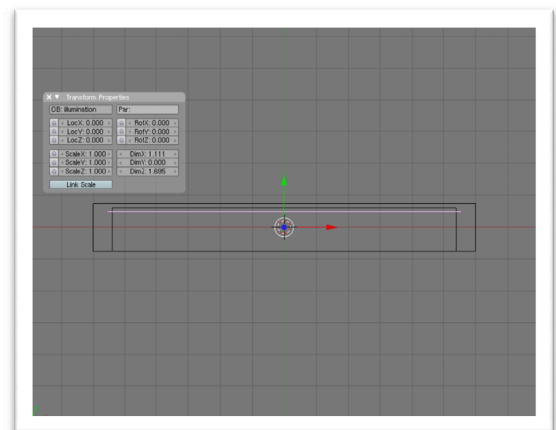 Transform Properties
OB: illumination Par:
LocX: 0.000 RotX: 0.000
LocY: 0.000 RotY: 0.000
LocZ: 0.000 RotZ: 0.000
ScaleX: 1.000 DimX: 1.111
ScaleY: 1.000 DimY: 0.000
ScaleZ: 1.000 DimZ: 1.695
Link Scale